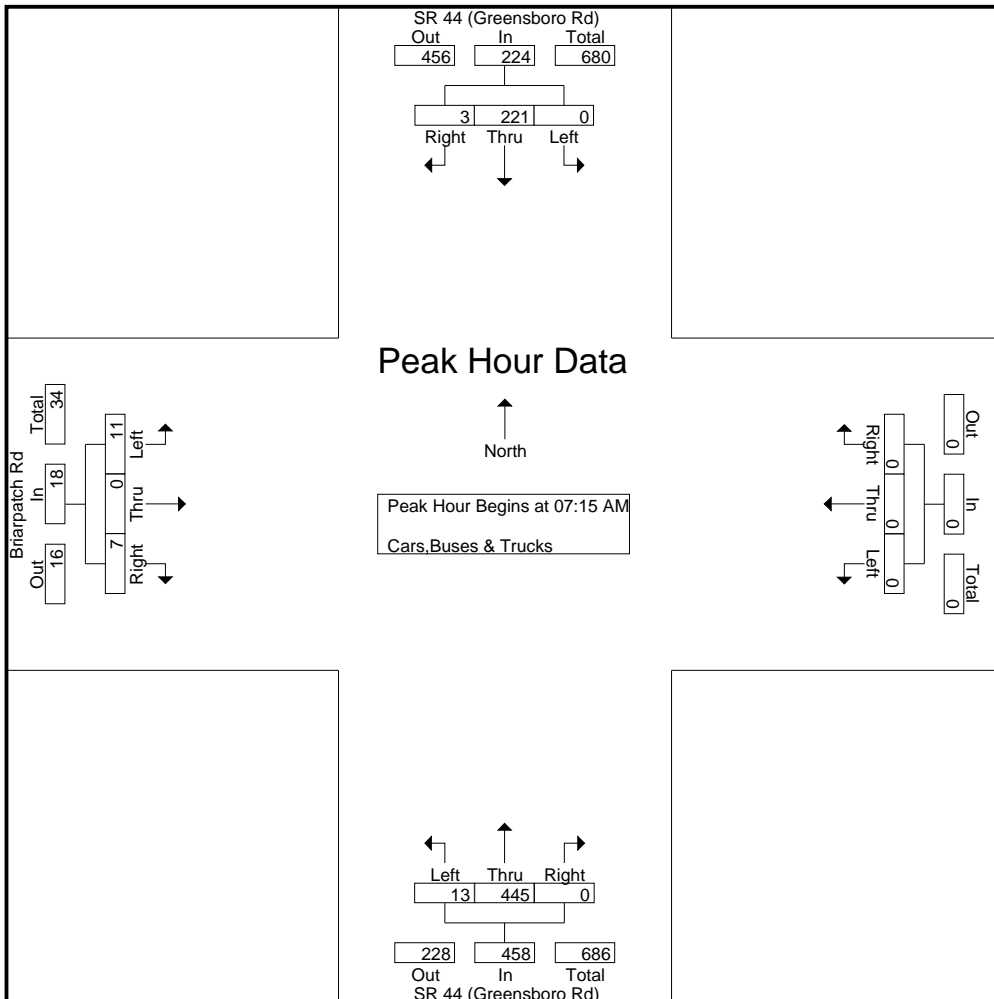 SR 44 (Greensboro Rd)
Out In Total
456 224 680
3 221 0
Right Thru Left
Peak Hour Data
North
Peak Hour Begins at 07:15 AM
Cars,Buses & Trucks
Briarpatch Rd
Out In Total
16 18 34
7 0 11
Right Thru Left
Out In Total
0 0 0
0 0 0
Right Thru Left
Left Thru Right
13 445 0
228 458 686
Out In Total
SR 44 (Greensboro Rd)